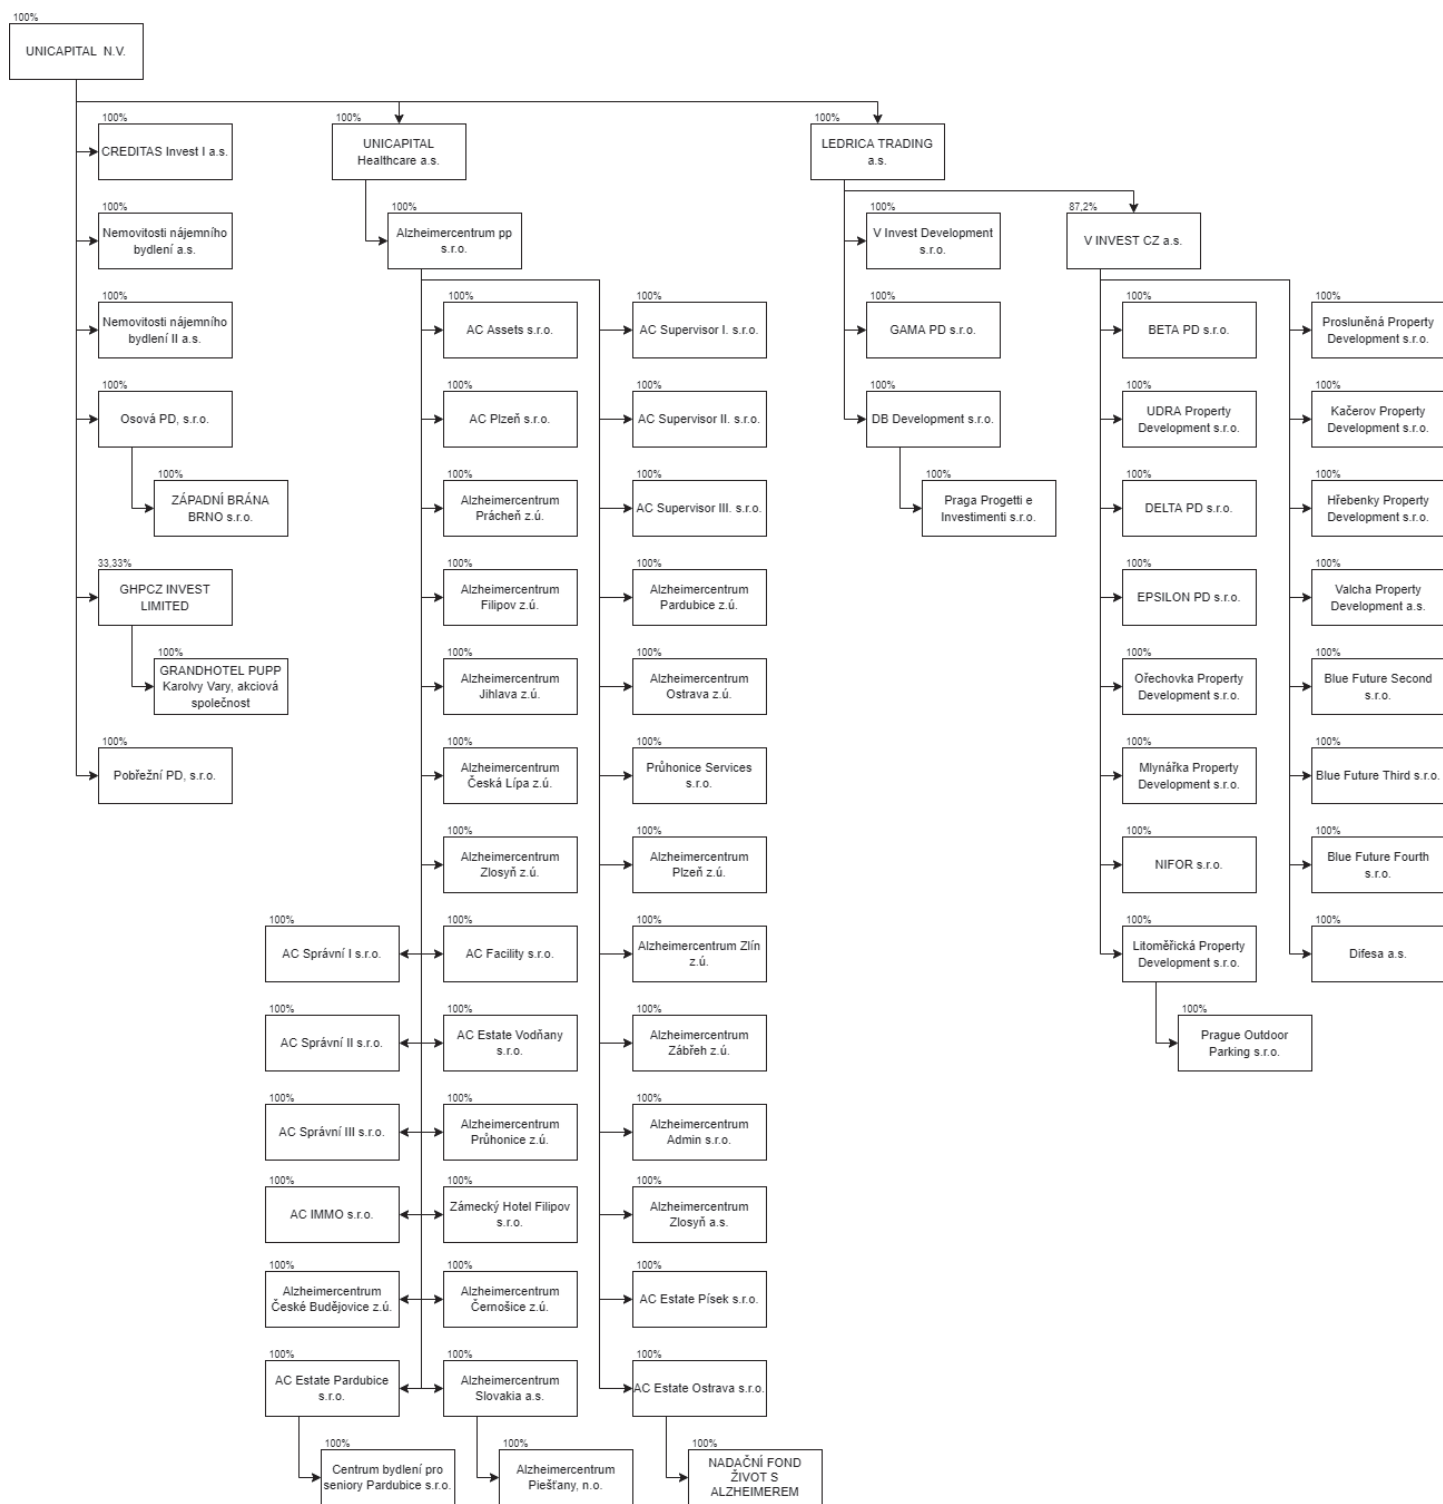 100%
UNICAPITAL N.V.
100%
CREDITAS Invest I a.s.
100%
Nemovitosti nájemního
bydlení a.s.
100%
Nemovitosti nájemního
bydlení II a.s.
100%
Osová PD, s.r.o.
100%
ZÁPADNÍ BRÁNA
BRNO s.r.o.
33,33%
GHPCZ INVEST
LIMITED
100%
GRANDHOTEL PUPP
Karolvy Vary, akciová
společnost
100%
Pobřežní PD, s.r.o.
100%
UNICAPITAL
Healthcare a.s.
100%
Alzheimercentrum pp
s.r.o.
100%
AC Assets s.r.o.
100%
AC Plzeň s.r.o.
100%
Alzheimercentrum
Prácheň z.ú.
100%
Alzheimercentrum
Filipov z.ú.
100%
Alzheimercentrum
Jihlava z.ú.
100%
Alzheimercentrum
Česká Lípa z.ú.
100%
Alzheimercentrum
Zlosyň z.ú.
100%
AC Správní I s.r.o.
100%
AC Facility s.r.o.
100%
AC Správní II s.r.o.
100%
AC Estate Vodňany
s.r.o.
100%
AC Správní III s.r.o.
100%
Alzheimercentrum
Průhonice z.ú.
100%
AC IMMO s.r.o.
100%
Zámecký Hotel Filipov
s.r.o.
100%
Alzheimercentrum
České Budějovice z.ú.
100%
Alzheimercentrum
Černošice z.ú.
100%
AC Estate Pardubice
s.r.o.
100%
Centrum bydlení pro
seniory Pardubice s.r.o.
100%
Alzheimercentrum
Slovakia a.s.
100%
Alzheimercentrum
Piešťany, n.o.
100%
AC Supervisor I. s.r.o.
100%
AC Supervisor II. s.r.o.
100%
AC Supervisor III. s.r.o.
100%
Alzheimercentrum
Pardubice z.ú.
100%
Alzheimercentrum
Ostrava z.ú.
100%
Průhonice Services
s.r.o.
100%
Alzheimercentrum
Plzeň z.ú.
100%
Alzheimercentrum Zlín
z.ú.
100%
Alzheimercentrum
Zábřeh z.ú.
100%
Alzheimercentrum
Admin s.r.o.
100%
Alzheimercentrum
Zlosyň a.s.
100%
AC Estate Písek s.r.o.
100%
AC Estate Ostrava s.r.o.
100%
NADAČNÍ FOND
ŽIVOT S
ALZHEIMEREM
100%
LEDRICA TRADING
a.s.
100%
V Invest Development
s.r.o.
100%
GAMA PD s.r.o.
100%
DB Development s.r.o.
100%
Praga Progetti e
Investimenti s.r.o.
87,2%
V INVEST CZ a.s.
100%
BETA PD s.r.o.
100%
UDRA Property
Development s.r.o.
100%
DELTA PD s.r.o.
100%
EPSILON PD s.r.o.
100%
Ořechovka Property
Development s.r.o.
100%
Mlynářka Property
Development s.r.o.
100%
NIFOR s.r.o.
100%
Litoměřická Property
Development s.r.o.
100%
Prague Outdoor
Parking s.r.o.
100%
Prosluněná Property
Development s.r.o.
100%
Kačerov Property
Development s.r.o.
100%
Hřebenky Property
Development s.r.o.
100%
Valcha Property
Development a.s.
100%
Blue Future Second
s.r.o.
100%
Blue Future Third s.r.o.
100%
Blue Future Fourth
s.r.o.
100%
Difesa a.s.